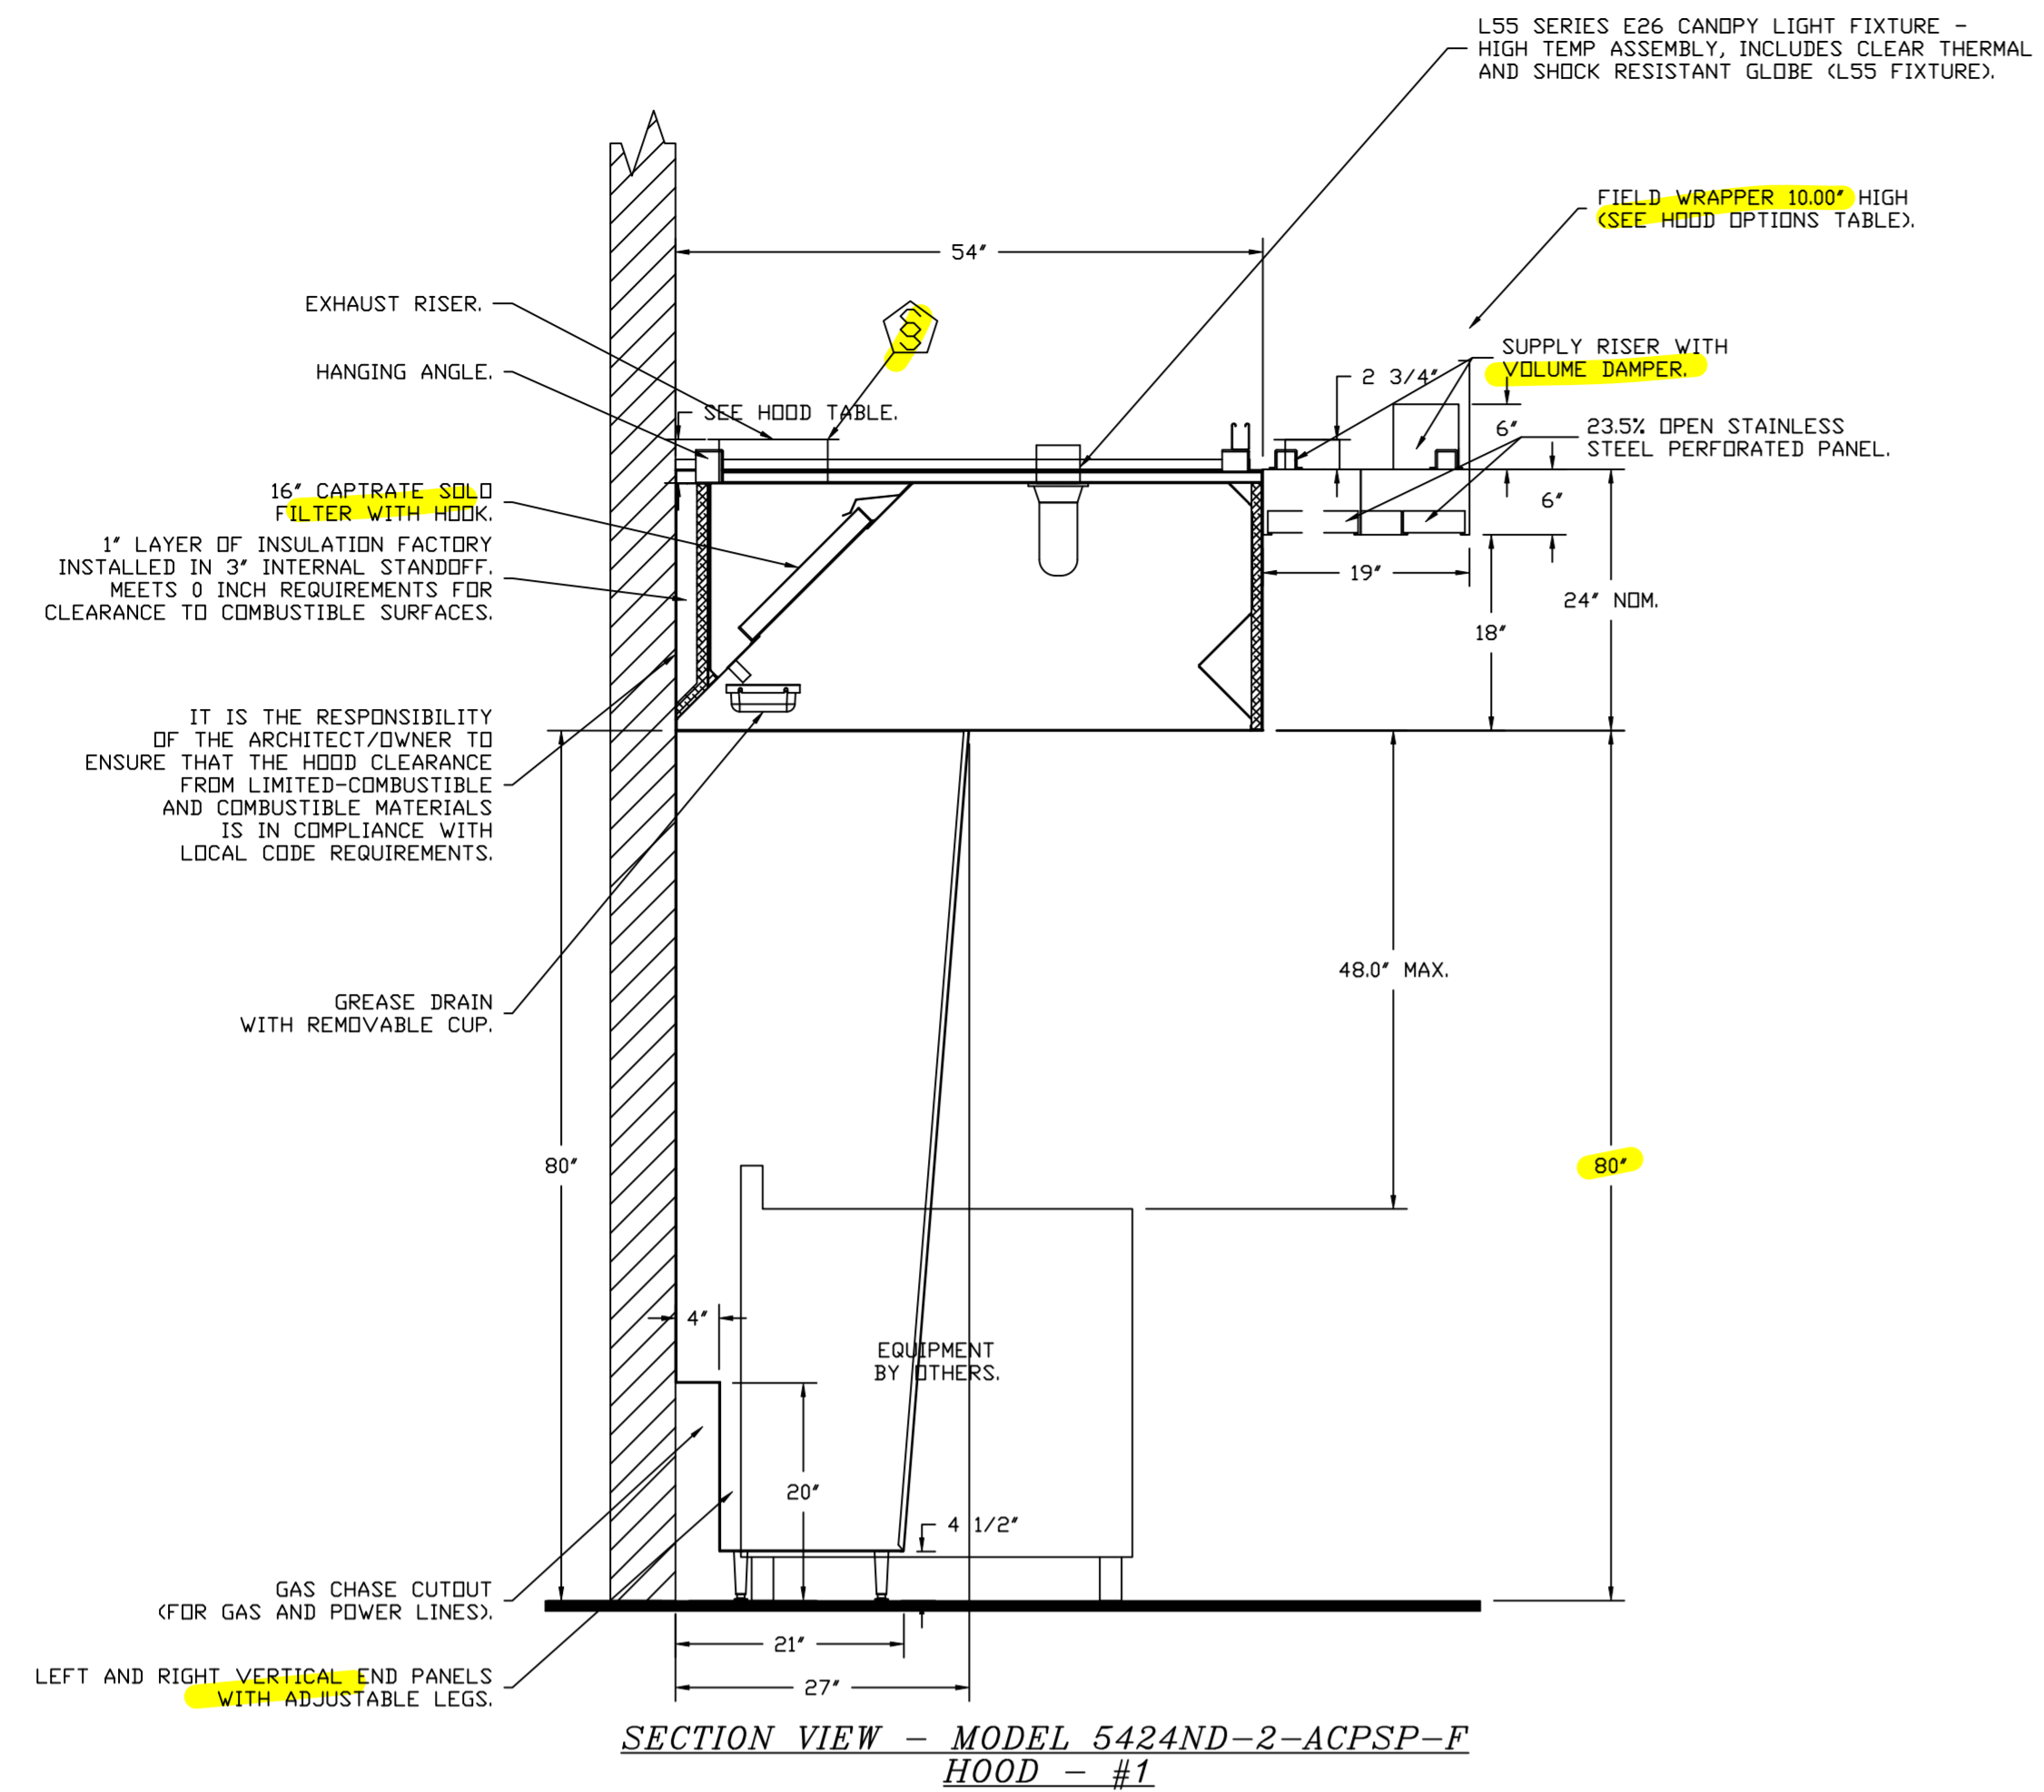 L55 SERIES E26 CANOPY LIGHT FIXTURE -
HIGH TEMP ASSEMBLY, INCLUDES CLEAR THERMAL
AND SHOCK RESISTANT GLOBE (L55 FIXTURE).
FIELD WRAPPER 10.00" HIGH
(SEE HOOD OPTIONS TABLE).
54"
EXHAUST RISER.
3
HANGING ANGLE.
SUPPLY RISER WITH
VOLUME DAMPER.
2 3/4"
SEE HOOD TABLE.
6"
23.5% OPEN STAINLESS
STEEL PERFORATED PANEL.
16" CAPTRATE SOLO
FILTER WITH HOOK.
6"
1" LAYER OF INSULATION FACTORY
INSTALLED IN 3" INTERNAL STANDOFF.
MEETS 0 INCH REQUIREMENTS FOR
CLEARANCE TO COMBUSTIBLE SURFACES.
19"
24" NOM.
18"
IT IS THE RESPONSIBILITY
OF THE ARCHITECT/OWNER TO
ENSURE THAT THE HOOD CLEARANCE
FROM LIMITED-COMBUSTIBLE
AND COMBUSTIBLE MATERIALS
IS IN COMPLIANCE WITH
LOCAL CODE REQUIREMENTS.
48.0" MAX.
GREASE DRAIN
WITH REMOVABLE CUP.
80"
80"
4"
EQUIPMENT
BY OTHERS.
20"
4 1/2"
GAS CHASE CUTOUT
(FOR GAS AND POWER LINES).
21"
LEFT AND RIGHT VERTICAL END PANELS
WITH ADJUSTABLE LEGS.
27"
SECTION VIEW - MODEL 5424ND-2-ACPSP-F
HOOD - #1